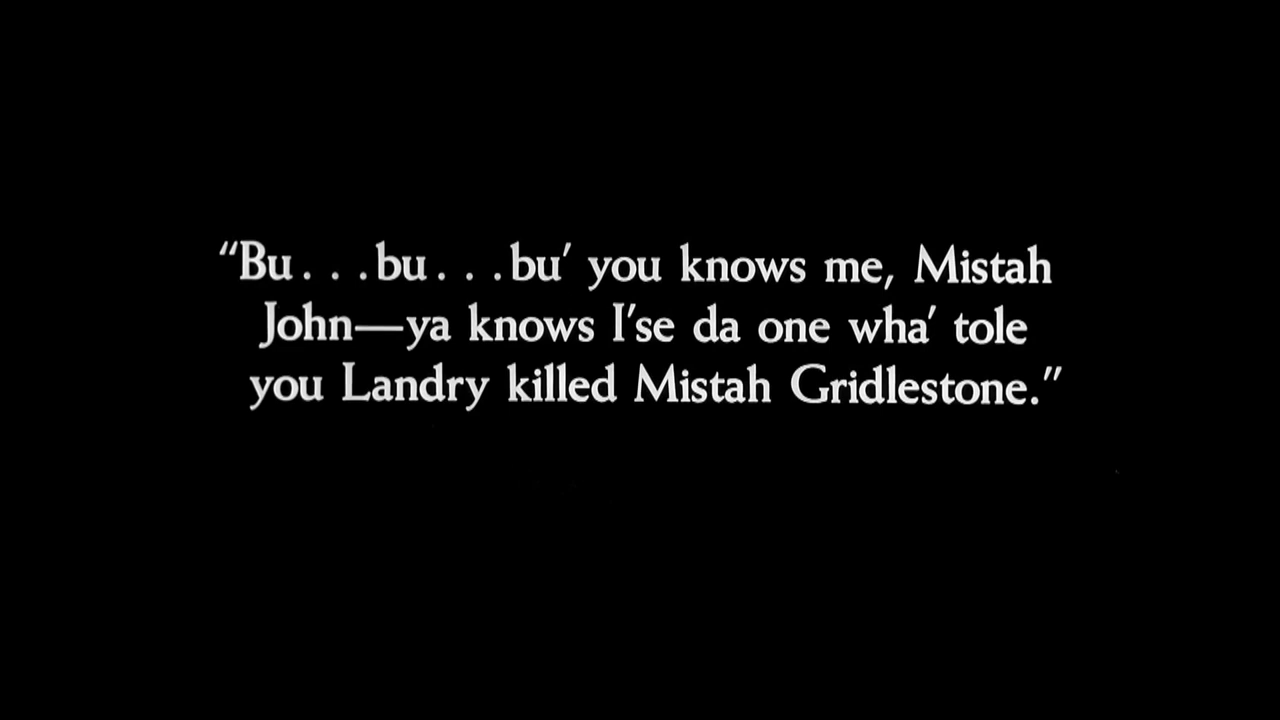 “Bu . . . bu . . . bu’ you knows me, Mistah
John—ya knows I’se da one wha’ tole
you Landry killed Mistah Gridlestone.”